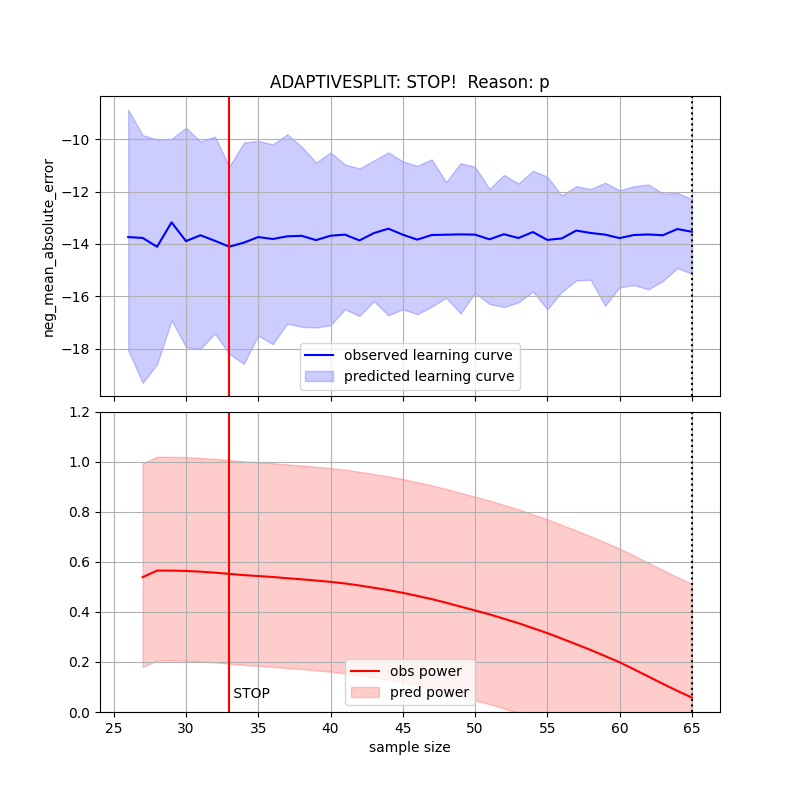 ADAPTIVESPLIT: STOP!  Reason: p
neg_mean_absolute_error
−10
−12
−14
−16
−18
observed learning curve
predicted learning curve
1.2
1.0
0.8
0.6
0.4
0.2
0.0
STOP
obs power
pred power
25 30 35 40 45 50 55 60 65
sample size